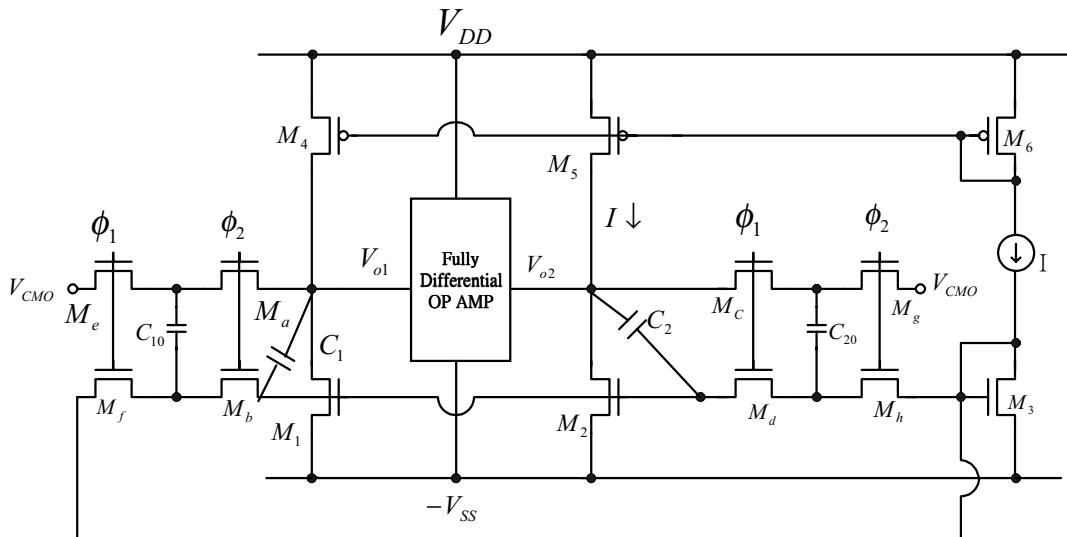 V_DD
M_4
M_5
M_6
ϕ_1
ϕ_2
I ↓
ϕ_1
ϕ_2
I
V_CMO
V_o1
Fully
Differential
OP AMP
V_o2
V_CMO
M_e
C_10
M_a
C_1
C_2
M_C
C_20
M_g
M_f
M_b
M_1
M_2
M_d
M_h
M_3
−V_SS